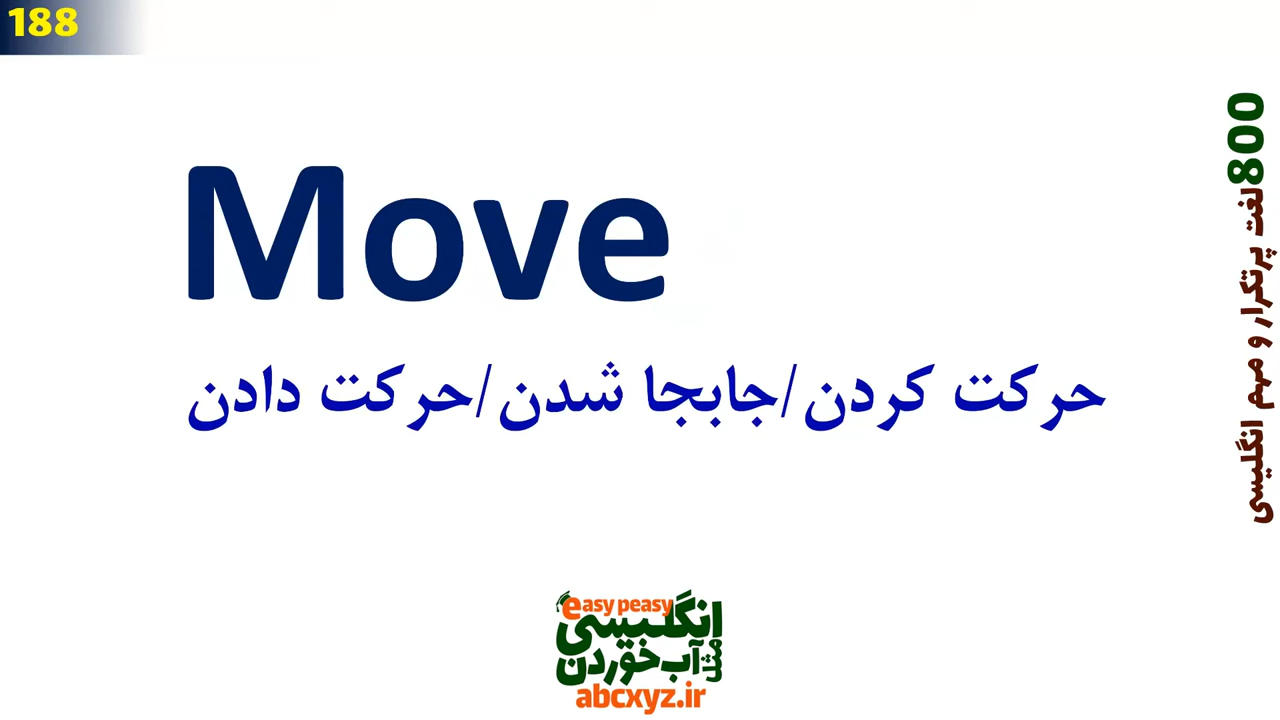 188
Move
حرکت کردن/جابجا شدن/حرکت دادن
800 لغت پرتکرار و مهم انگلیسی
easy peasy
انگلیسی
مثل آب خوردن
abcxyz.ir